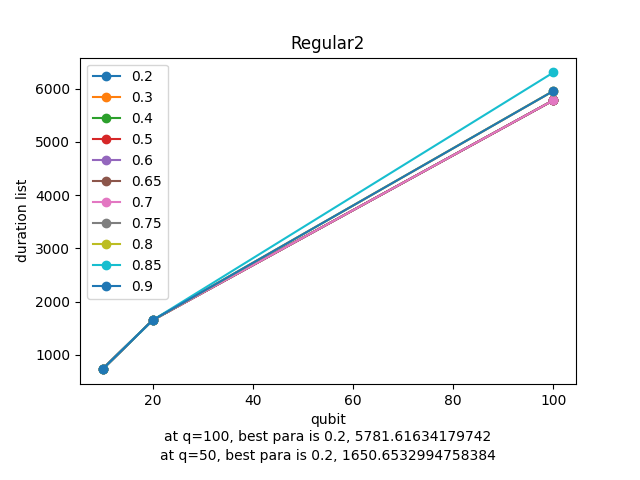 Regular2
6000
5000
4000
3000
2000
1000
duration list
0.2
0.3
0.4
0.5
0.6
0.65
0.7
0.75
0.8
0.85
0.9
20 40 60 80 100
qubit
at q=100, best para is 0.2, 5781.61634179742
at q=50, best para is 0.2, 1650.6532994758384